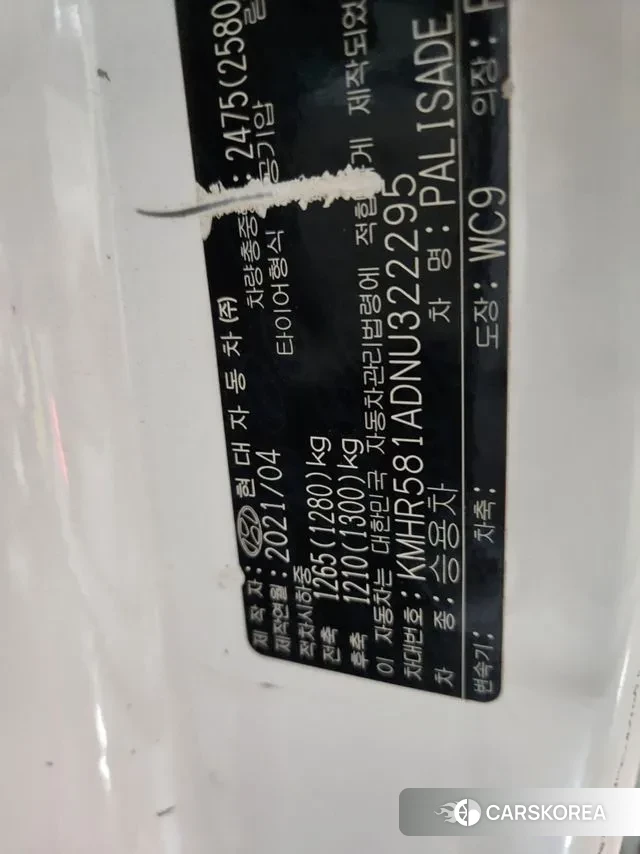 제 작 자: 현 대 자 동 차 (주)
제작연월: 2021/04
적차시하중 차량총중량: 2475(2580
전축 : 1265(1280)kg 타이어형식 공기압
후축 : 1210(1300)kg
이 자동차는 대한민국 자동차관리법령에 적합 게 제작되었
차대번호: KMHR581ADNU322295
차 종: 승용차 차 명: PALISADE
변속기: 차축: 도장: WC9 의장:
CARSKOREA